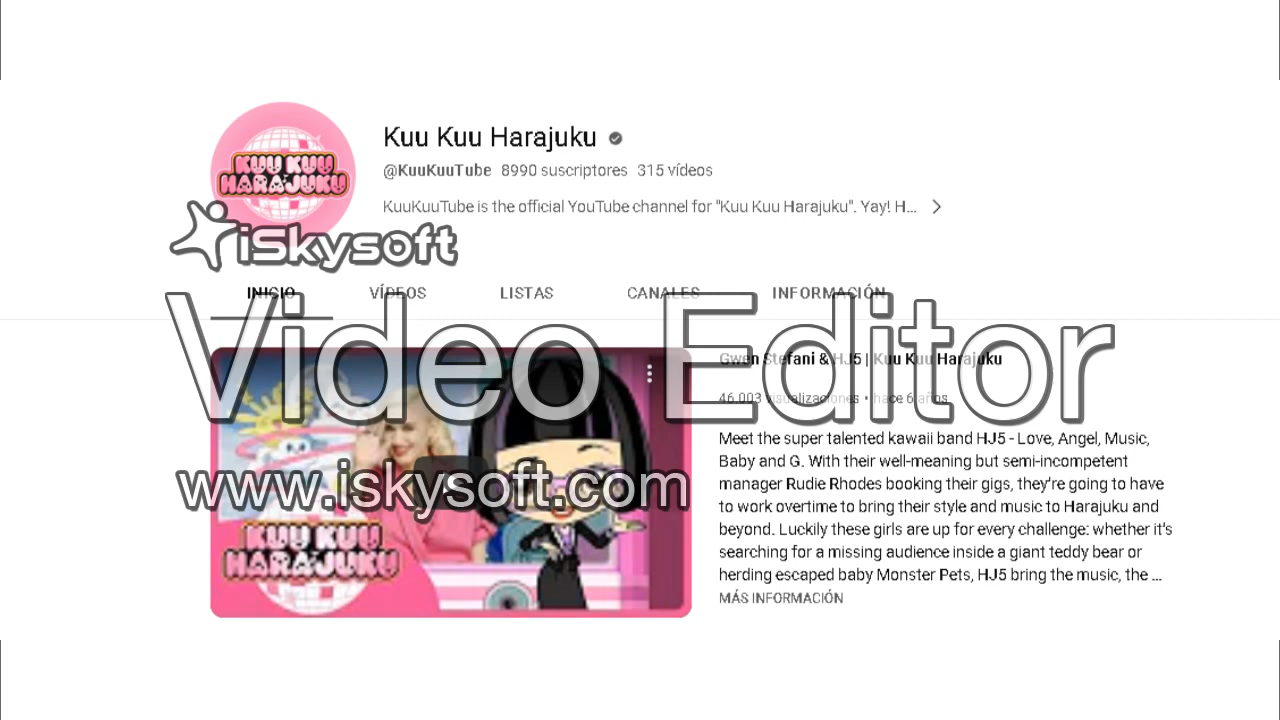 Kuu Kuu Harajuku
@KuuKuuTube 8990 suscriptores 315 vídeos
KuuKuuTube is the official YouTube channel for "Kuu Kuu Harajuku". Yay! H...
KUU KUU
HARAJUKU
iSkysoft
INICIO VÍDEOS LISTAS CANALES INFORMACIÓN
Video Editor
www.iskysoft.com
KUU KUU
HARAJUKU
Gwen Stefani & HJ5 | Kuu Kuu Harajuku
46.003 visualizaciones • hace 6 años
Meet the super talented kawaii band HJ5 - Love, Angel, Music,
Baby and G. With their well-meaning but semi-incompetent
manager Rudie Rhodes booking their gigs, they're going to have
to work overtime to bring their style and music to Harajuku and
beyond. Luckily these girls are up for every challenge: whether it's
searching for a missing audience inside a giant teddy bear or
herding escaped baby Monster Pets, HJ5 bring the music, the ...
MÁS INFORMACIÓN